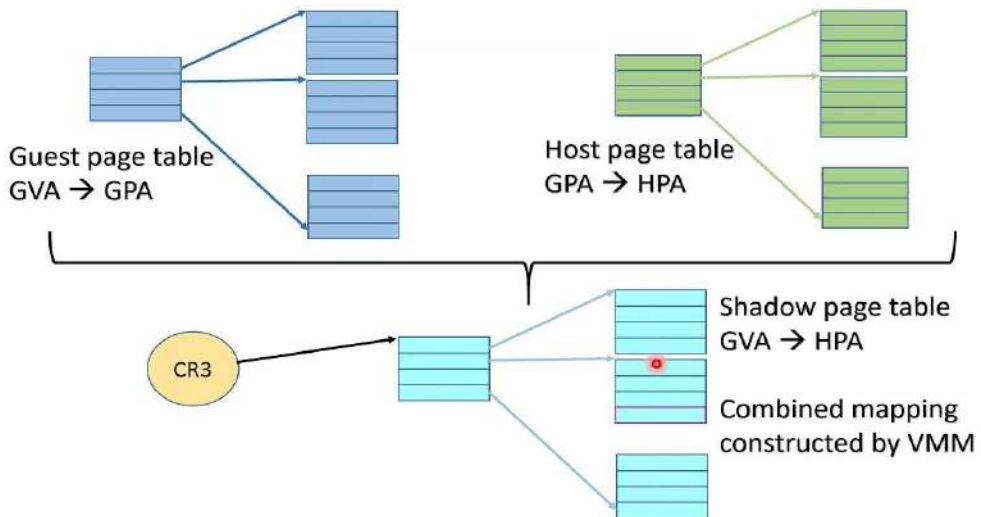 Guest page table
GVA → GPA
Host page table
GPA → HPA
Shadow page table
GVA → HPA
CR3
Combined mapping
constructed by VMM